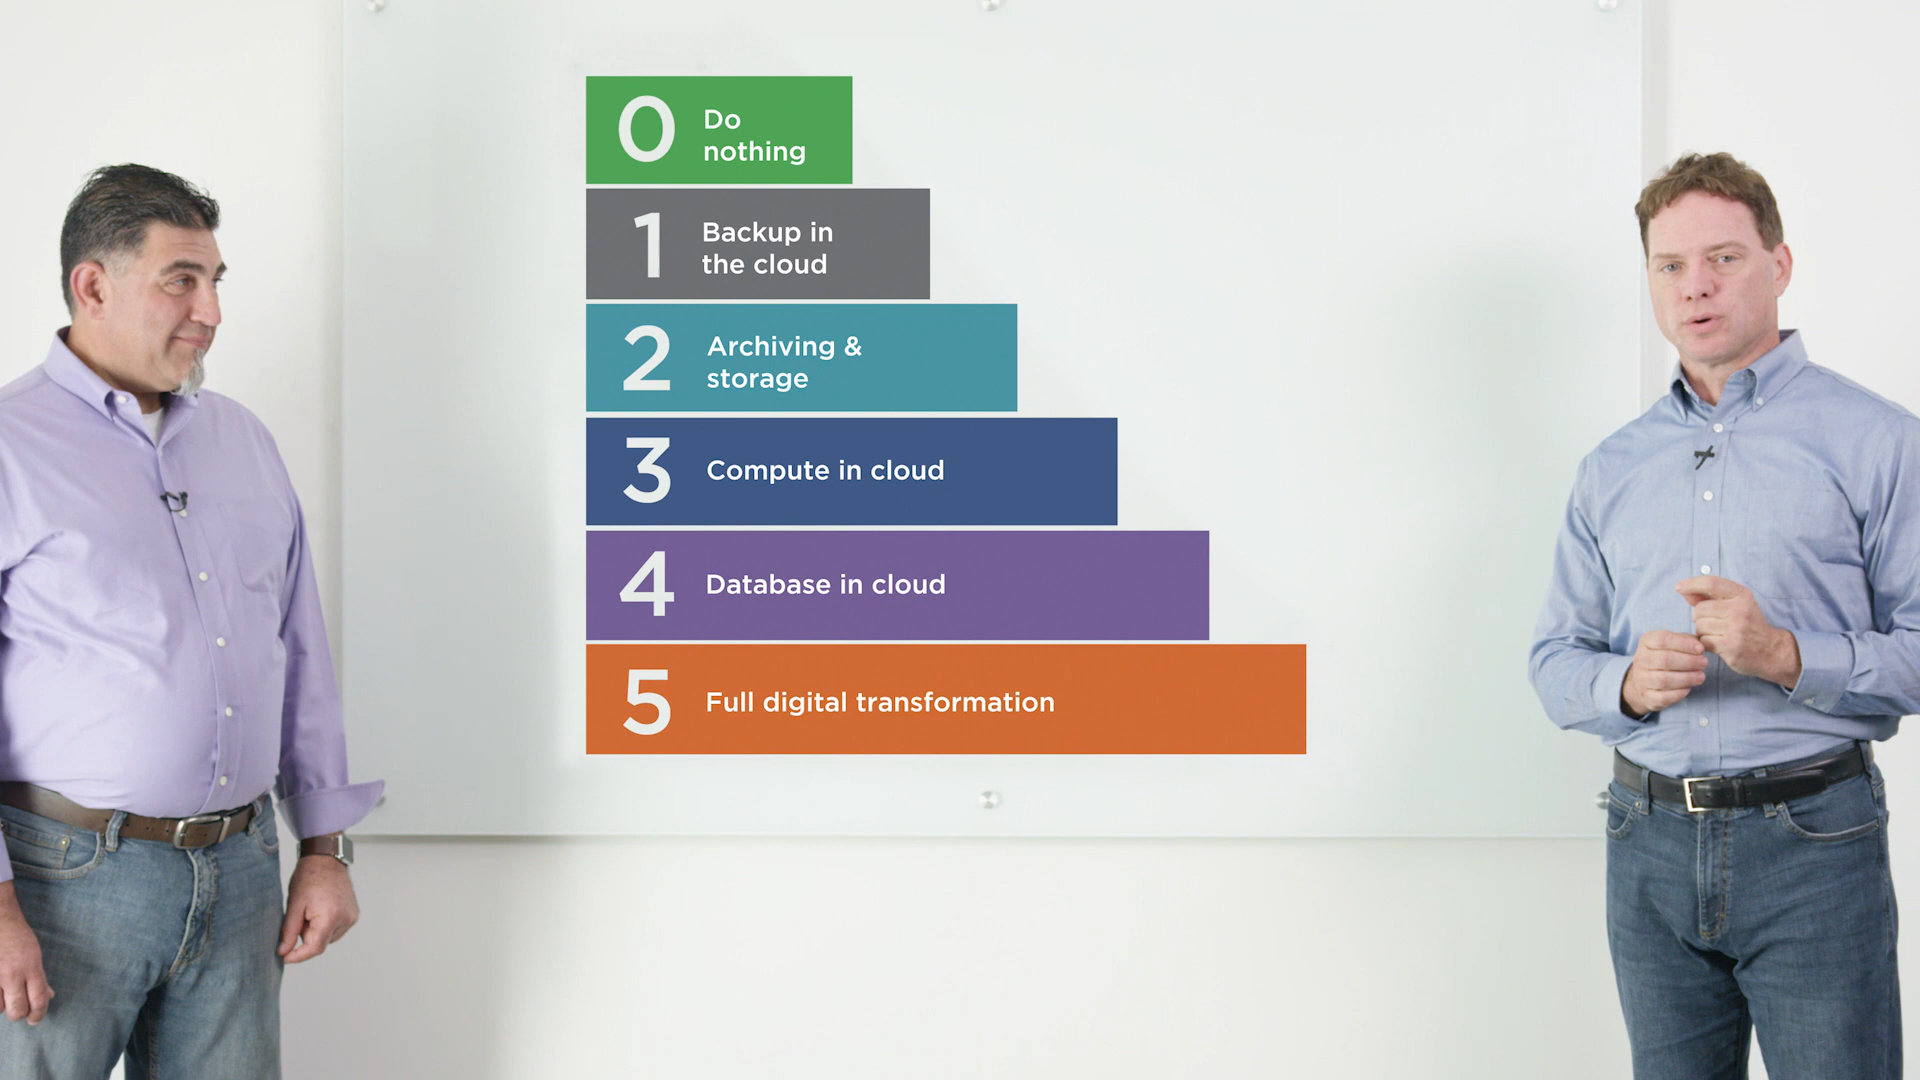 0 Do
nothing
1 Backup in
the cloud
2 Archiving &
storage
3 Compute in cloud
4 Database in cloud
5 Full digital transformation